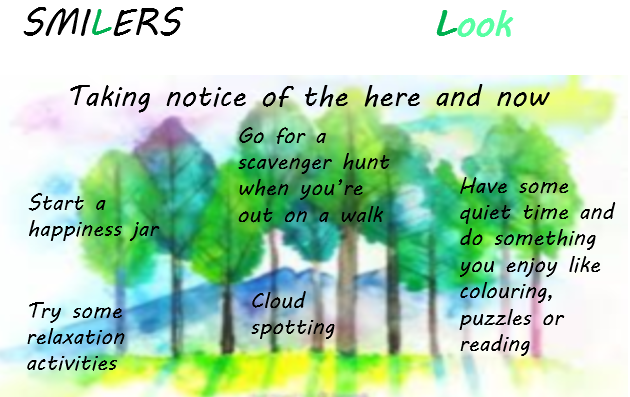 SMILERS
Look
Taking notice of the here and now
Go for a
scavenger hunt
when you're
out on a walk
Start a
happiness jar
Have some
quiet time and
do something
you enjoy like
colouring,
puzzles or
reading
Try some
relaxation
activities
Cloud
spotting